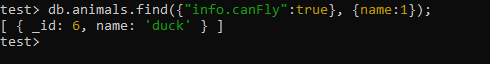 test> db.animals.find({"info.canFly":true}, {name:1});
[ { _id: 6, name: 'duck' } ]
test>